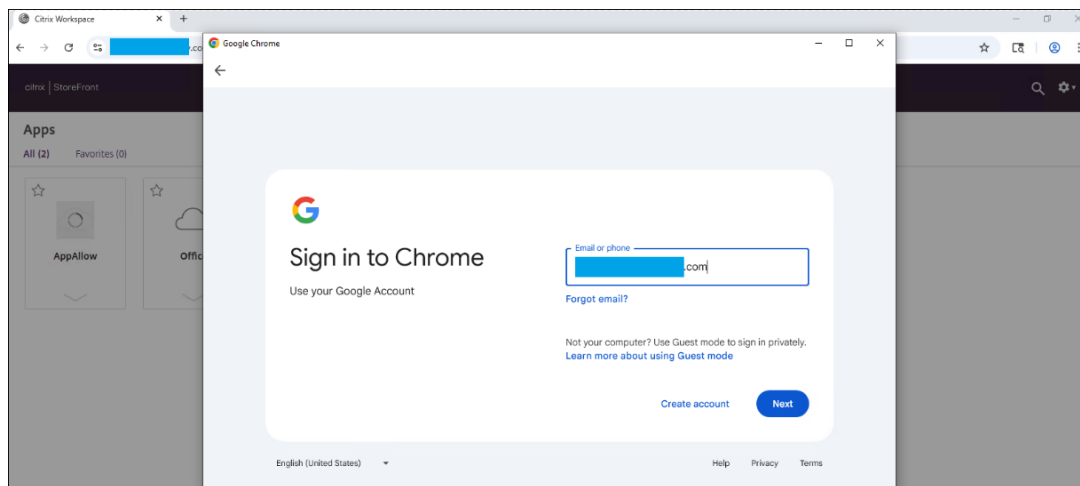 Citrix Workspace
.co
Google Chrome
citrix StoreFront
Apps
All (2) Favorites (0)
AppAllow
Offic
Sign in to Chrome
Use your Google Account
Email or phone
.com
Forgot email?
Not your computer? Use Guest mode to sign in privately.
Learn more about using Guest mode
Create account
Next
English (United States)
Help Privacy Terms